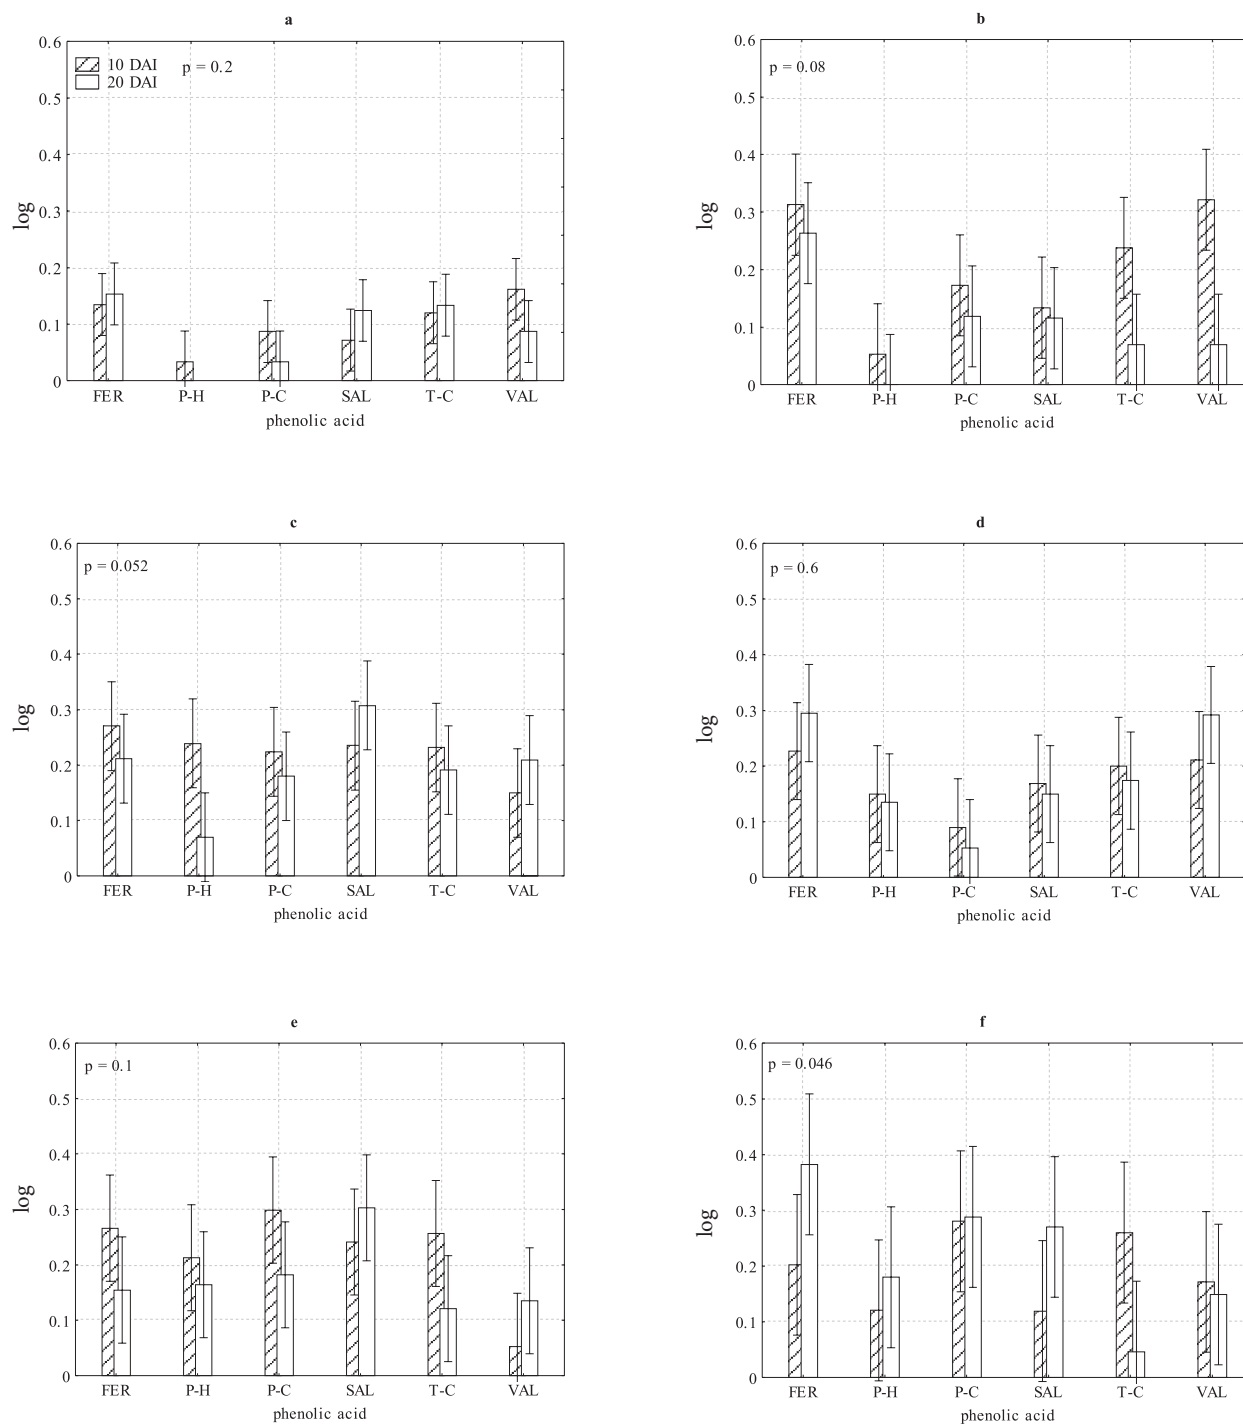 a
0.6
0.5
0.4
0.3
0.2
0.1
0
log
10 DAI
20 DAI
p = 0.2
FER P-H P-C SAL T-C VAL
phenolic acid
b
0.6
0.5
0.4
0.3
0.2
0.1
0
log
p = 0.08
FER P-H P-C SAL T-C VAL
phenolic acid
c
0.6
0.5
0.4
0.3
0.2
0.1
0
log
p = 0.052
FER P-H P-C SAL T-C VAL
phenolic acid
d
0.6
0.5
0.4
0.3
0.2
0.1
0
log
p = 0.6
FER P-H P-C SAL T-C VAL
phenolic acid
e
0.6
0.5
0.4
0.3
0.2
0.1
0
log
p = 0.1
FER P-H P-C SAL T-C VAL
phenolic acid
f
0.6
0.5
0.4
0.3
0.2
0.1
0
log
p = 0.046
FER P-H P-C SAL T-C VAL
phenolic acid